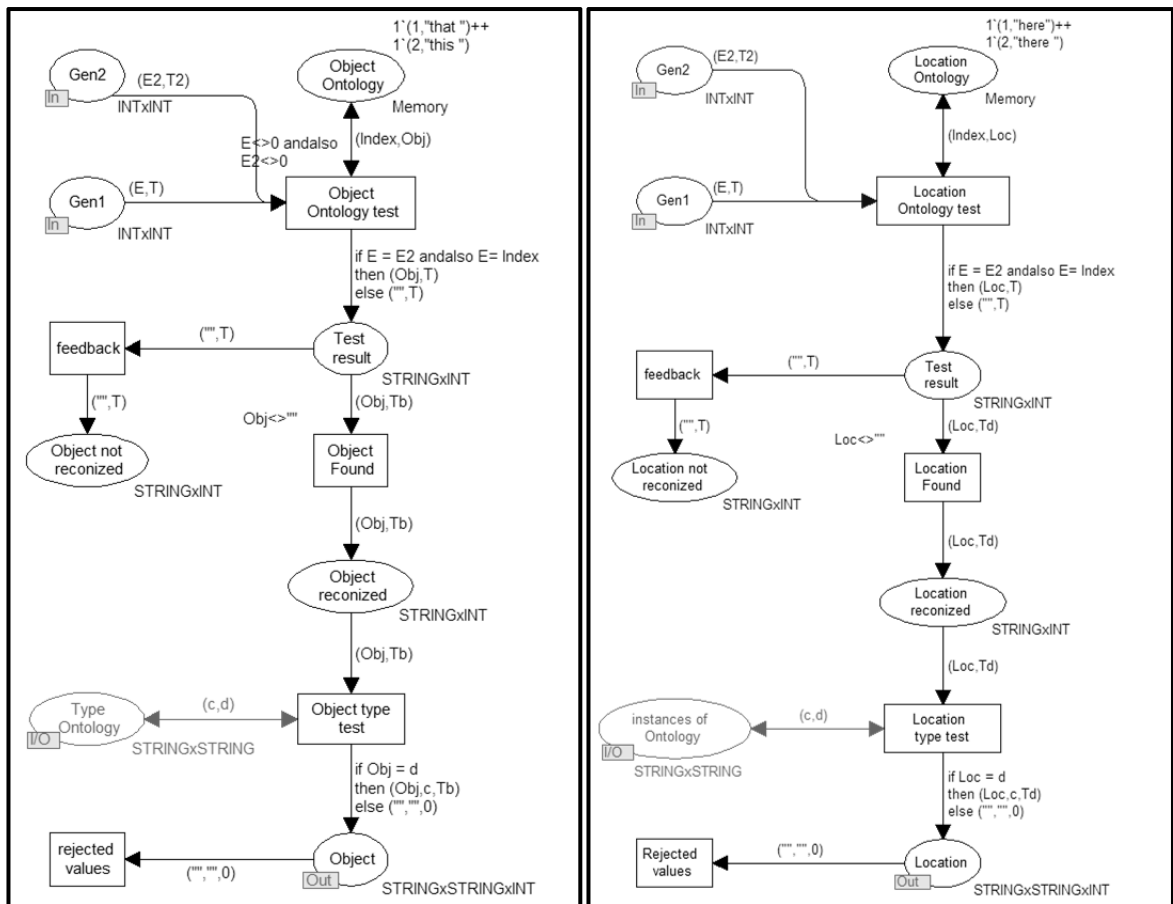 1`(1,"that ")++
1`(2,"this ")
Gen2
In
(E2,T2)
INTxINT
Object
Ontology
Memory
E<>0 andalso
E2<>0
(Index,Obj)
Gen1
In
(E,T)
INTxINT
Object
Ontology test
if E = E2 andalso E= Index
then (Obj,T)
else ("",T)
feedback
("",T)
Test
result
STRINGxINT
("",T)
Obj<>""
(Obj,Tb)
Object not
reconized
STRINGxINT
Object
Found
(Obj,Tb)
Object
reconized
STRINGxINT
(Obj,Tb)
Type
Ontology
I/O
(c,d)
STRINGxSTRING
Object type
test
if Obj = d
then (Obj,c,Tb)
else ("","",0)
rejected
values
("","",0)
Object
Out
STRINGxSTRINGxINT
1`(1,"here")++
1`(2,"there ")
Gen2
In
(E2,T2)
INTxINT
Location
Ontology
Memory
(Index,Loc)
Gen1
In
(E,T)
INTxINT
Location
Ontology test
if E = E2 andalso E= Index
then (Loc,T)
else ("",T)
feedback
("",T)
Test
result
STRINGxINT
("",T)
Loc<>""
(Loc,Td)
Location not
reconized
STRINGxINT
Location
Found
(Loc,Td)
Location
reconized
STRINGxINT
(Loc,Td)
instances of
Ontology
I/O
(c,d)
STRINGxSTRING
Location
type test
if Loc = d
then (Loc,c,Td)
else ("","",0)
Rejected
values
("","",0)
Location
Out
STRINGxSTRINGxINT